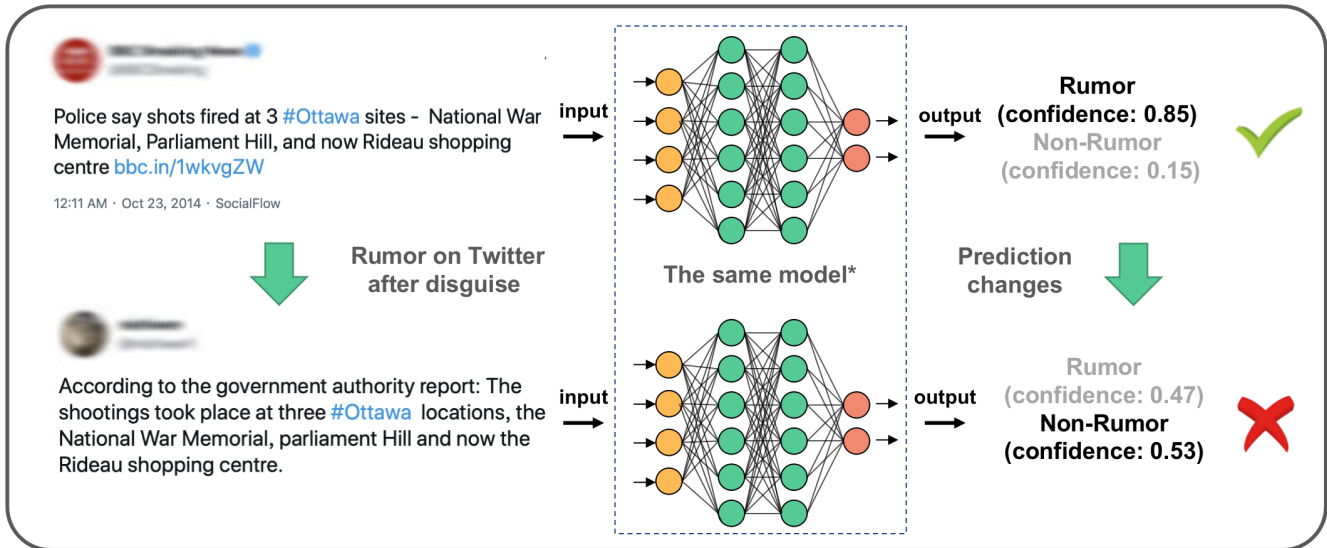 Police say shots fired at 3 #Ottawa sites - National War
Memorial, Parliament Hill, and now Rideau shopping
centre bbc.in/1wkvgZW
12:11 AM · Oct 23, 2014 · SocialFlow
input
output
Rumor
(confidence: 0.85)
Non-Rumor
(confidence: 0.15)
Rumor on Twitter
after disguise
The same model*
Prediction
changes
According to the government authority report: The
shootings took place at three #Ottawa locations, the
National War Memorial, parliament Hill and now the
Rideau shopping centre.
input
output
Rumor
(confidence: 0.47)
Non-Rumor
(confidence: 0.53)